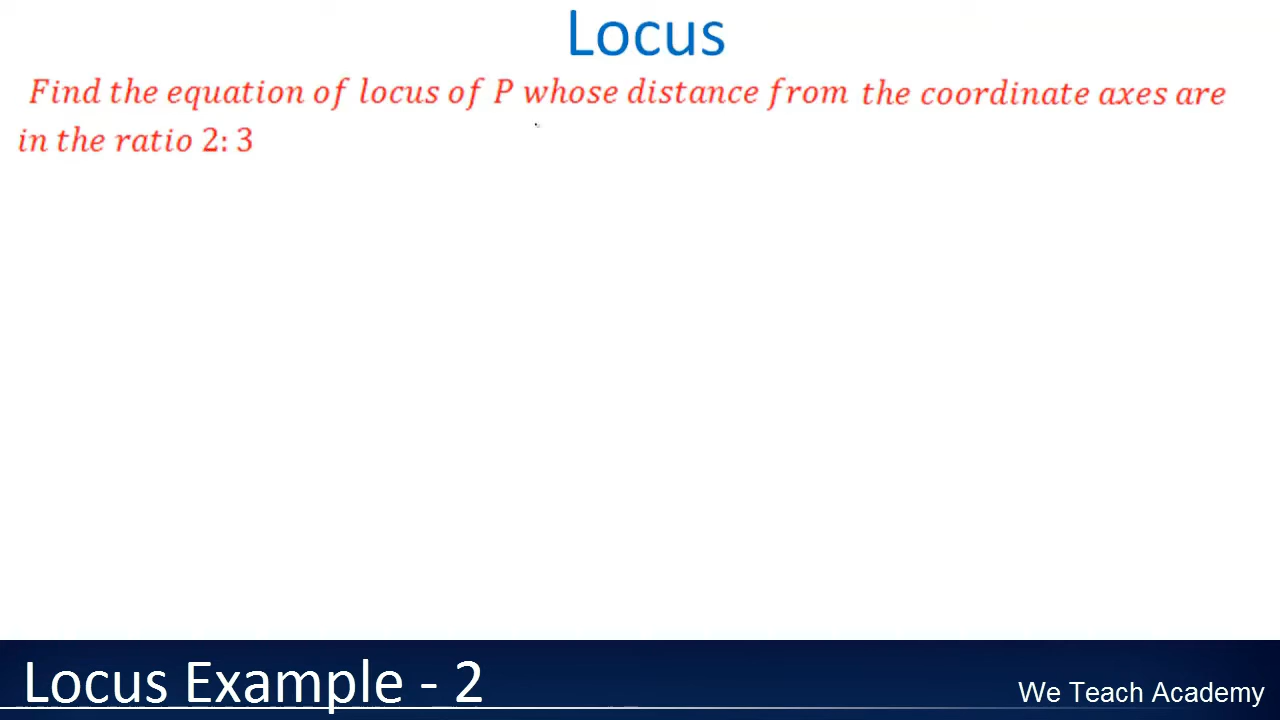 Locus
Find the equation of locus of P whose distance from the coordinate axes are
in the ratio 2: 3
Locus Example - 2
We Teach Academy